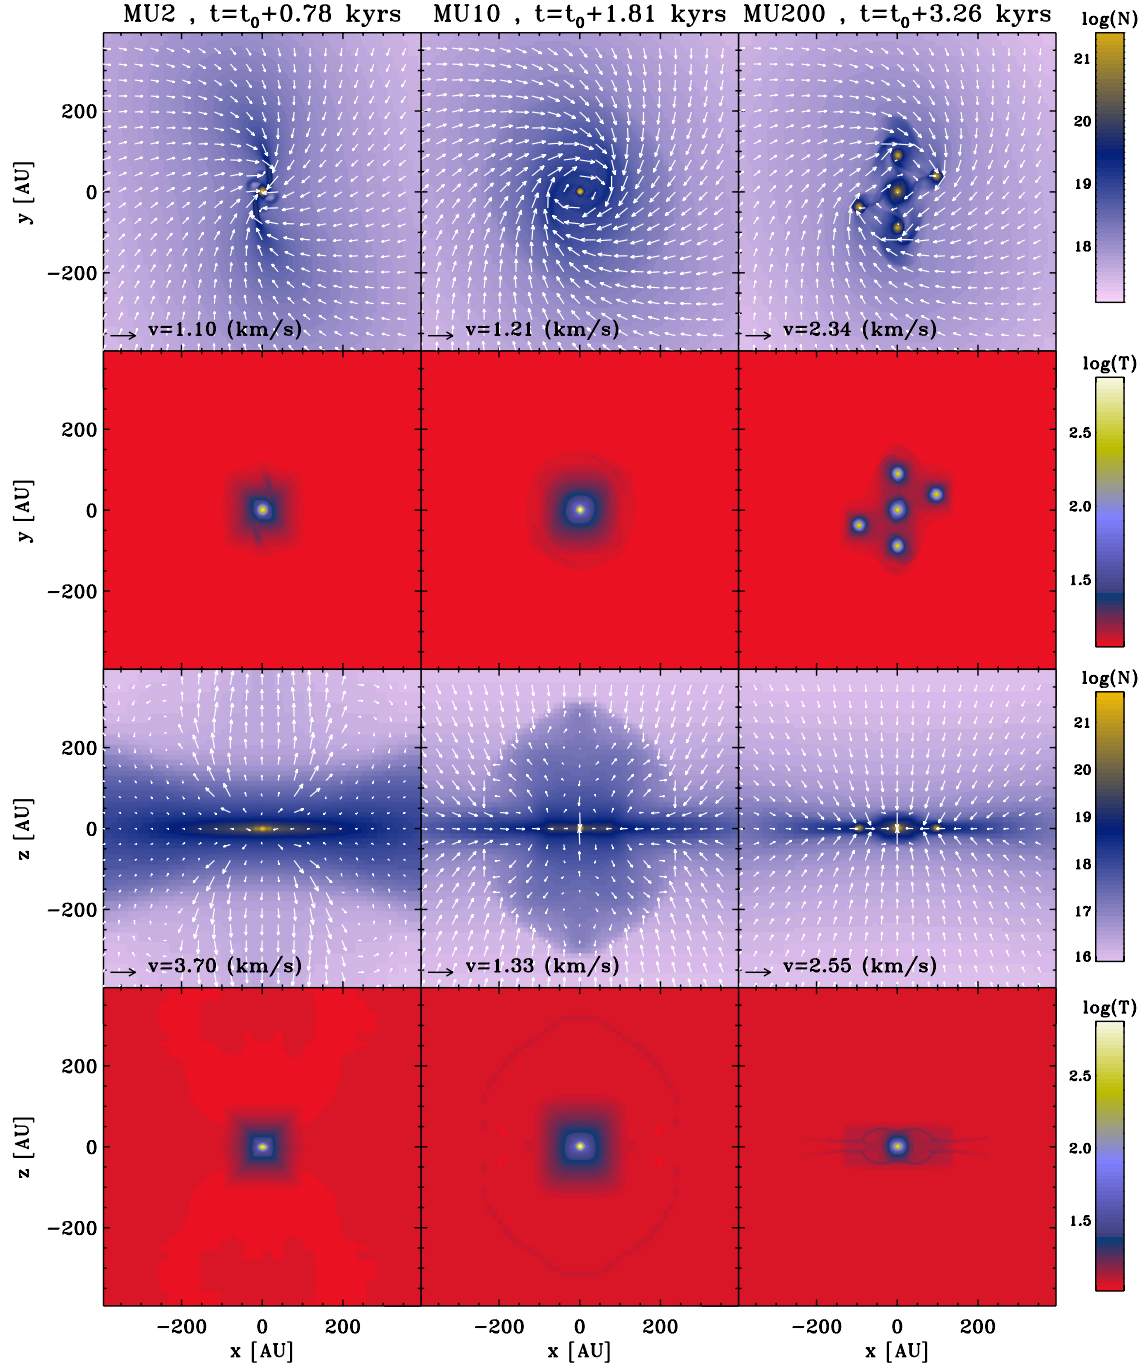 MU2 , t=t0+0.78 kyrs
MU10 , t=t0+1.81 kyrs
MU200 , t=t0+3.26 kyrs
log(N)
y [AU]
200
0
−200
v=1.10 (km/s)
v=1.21 (km/s)
v=2.34 (km/s)
21
20
19
18
log(T)
y [AU]
200
0
−200
2.5
2.0
1.5
log(N)
z [AU]
200
0
−200
v=3.70 (km/s)
v=1.33 (km/s)
v=2.55 (km/s)
21
20
19
18
17
16
log(T)
z [AU]
200
0
−200
2.5
2.0
1.5
−200 0 200
−200 0 200
−200 0 200
x [AU]
x [AU]
x [AU]